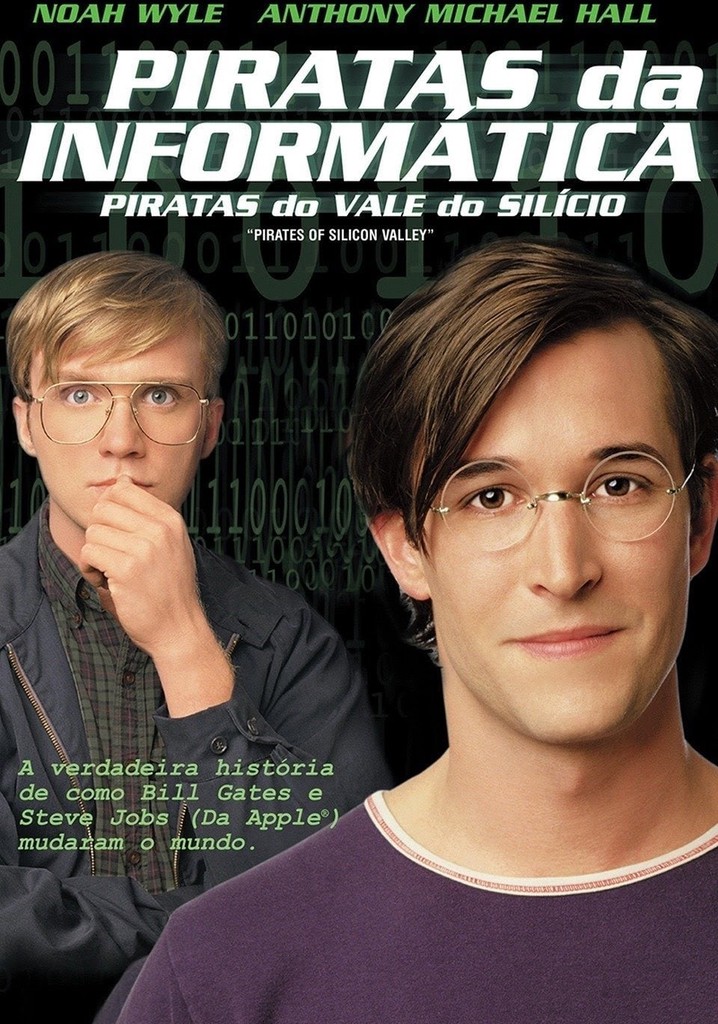 NOAH WYLE ANTHONY MICHAEL HALL
PIRATAS da
INFORMÁTICA
PIRATAS do VALE do SILÍCIO
"PIRATES OF SILICON VALLEY"
A verdadeira história
de como Bill Gates e
Steve Jobs (Da Apple®)
mudaram o mundo.